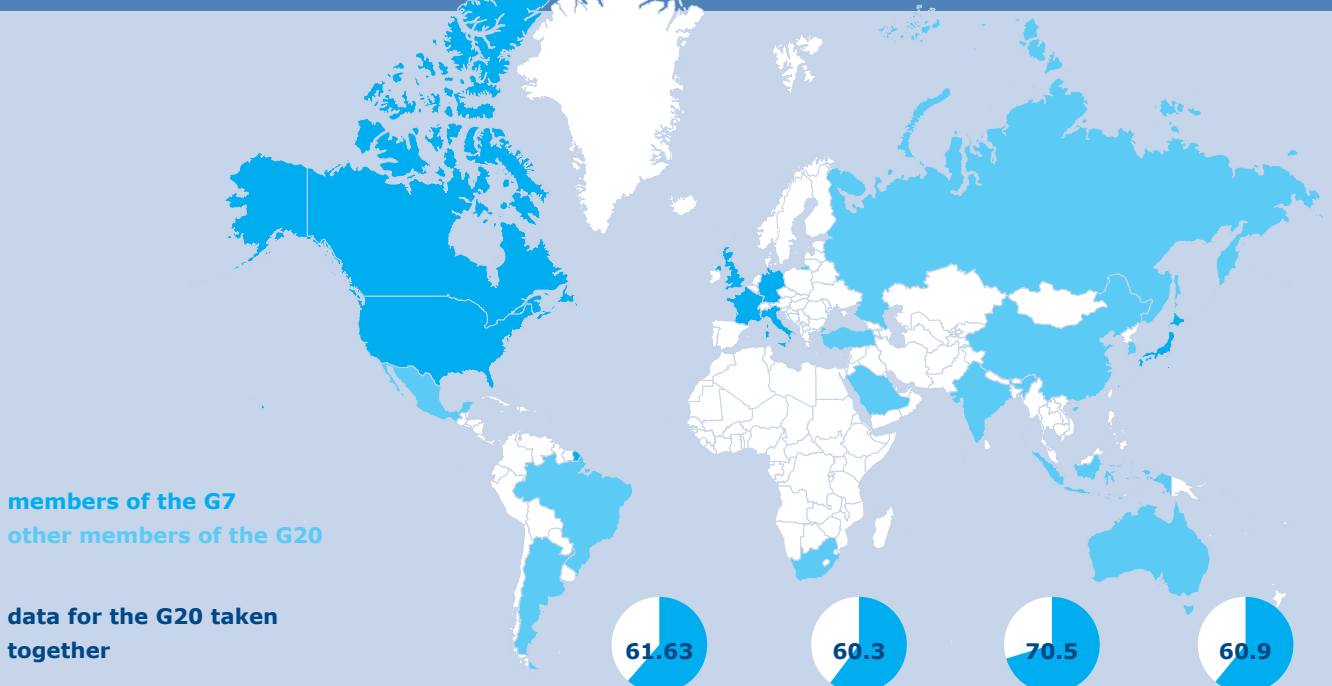 members of the G7
other members of the G20
data for the G20 taken
together
61.63
60.3
70.5
60.9